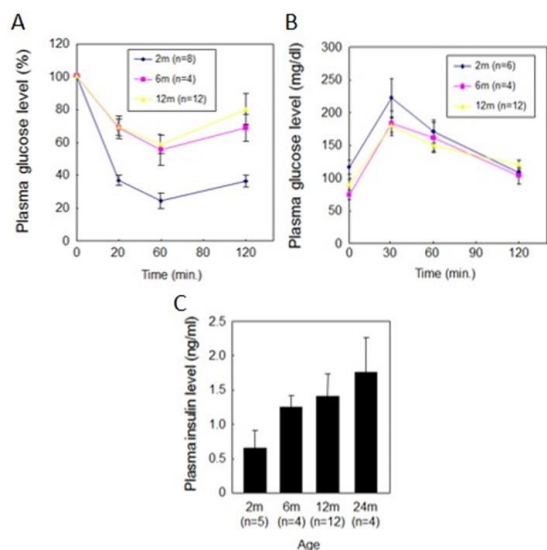 A
Plasma glucose level (%)
120
100
80
60
40
20
0
2m (n=8)
6m (n=4)
12m (n=12)
0 20 60 120
Time (min.)
B
Plasma glucose level (mg/dl)
300
250
200
150
100
50
0
2m (n=6)
6m (n=4)
12m (n=12)
0 30 60 90 120
Time (min.)
C
Plasma insulin level (ng/ml)
2.5
2.0
1.5
1.0
0.5
0
2m 6m 12m 24m
(n=5) (n=4) (n=12) (n=4)
Age